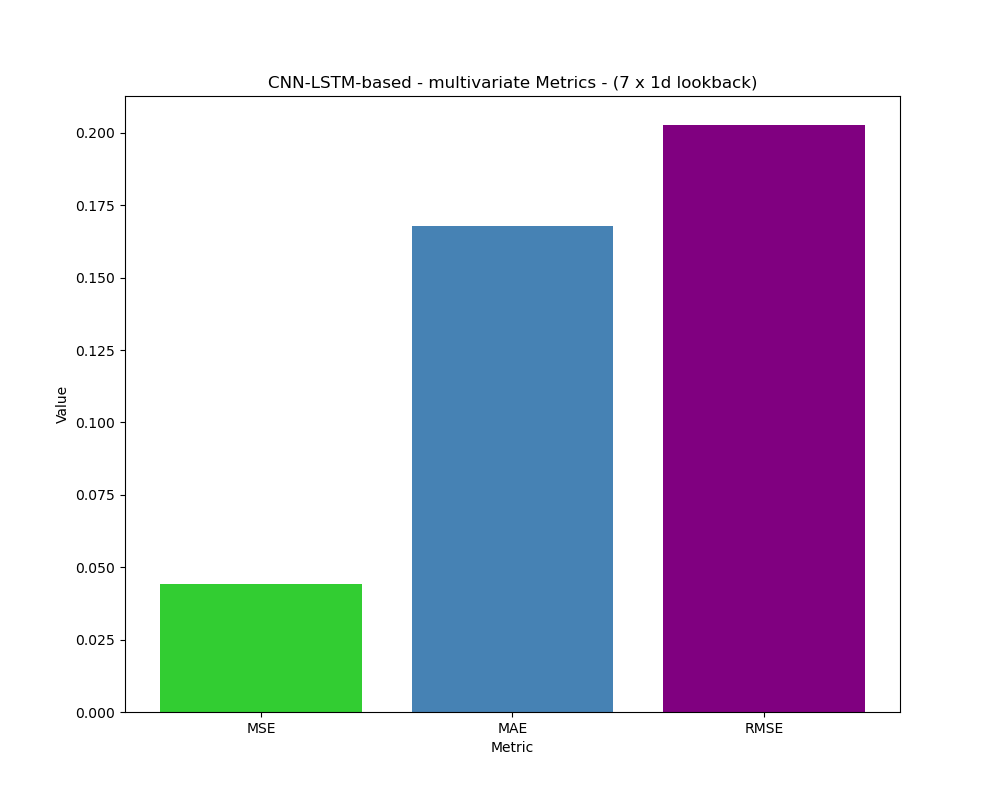 CNN-LSTM-based - multivariate Metrics - (7 x 1d lookback)
0.200
0.175
0.150
0.125
0.100
0.075
0.050
0.025
0.000
Value
MSE MAE RMSE
Metric